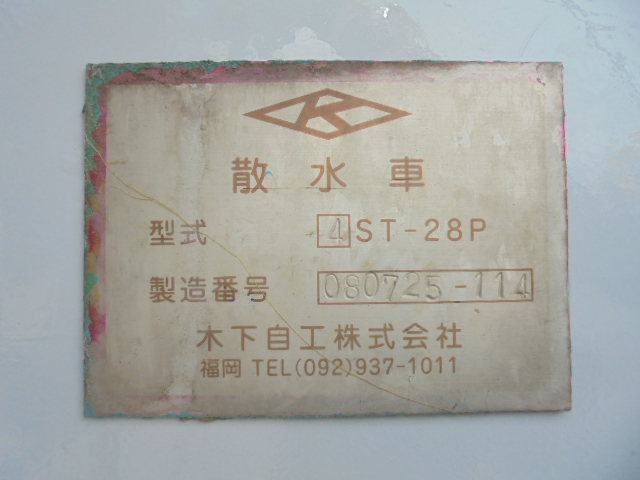 K
散水車
型式 4ST-28P
製造番号 080725-114
木下自工株式会社
福岡 TEL(092)937-1011